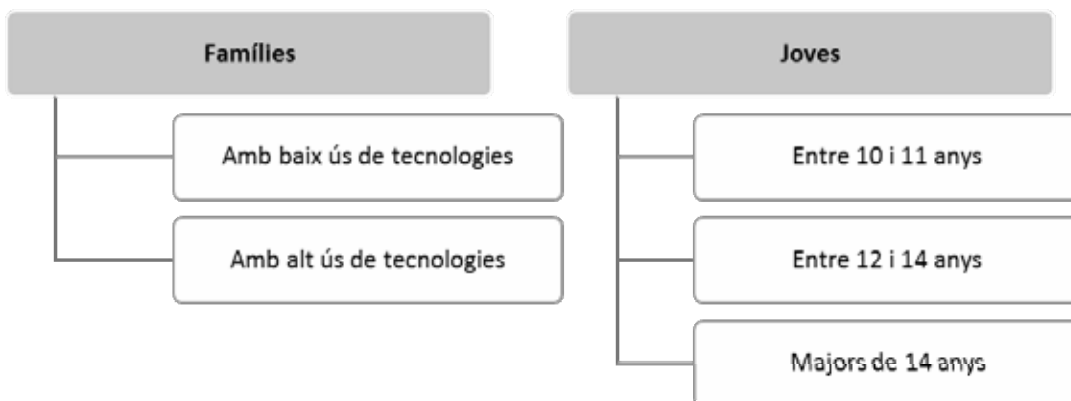 Famílies
Amb baix ús de tecnologies
Amb alt ús de tecnologies
Joves
Entre 10 i 11 anys
Entre 12 i 14 anys
Majors de 14 anys